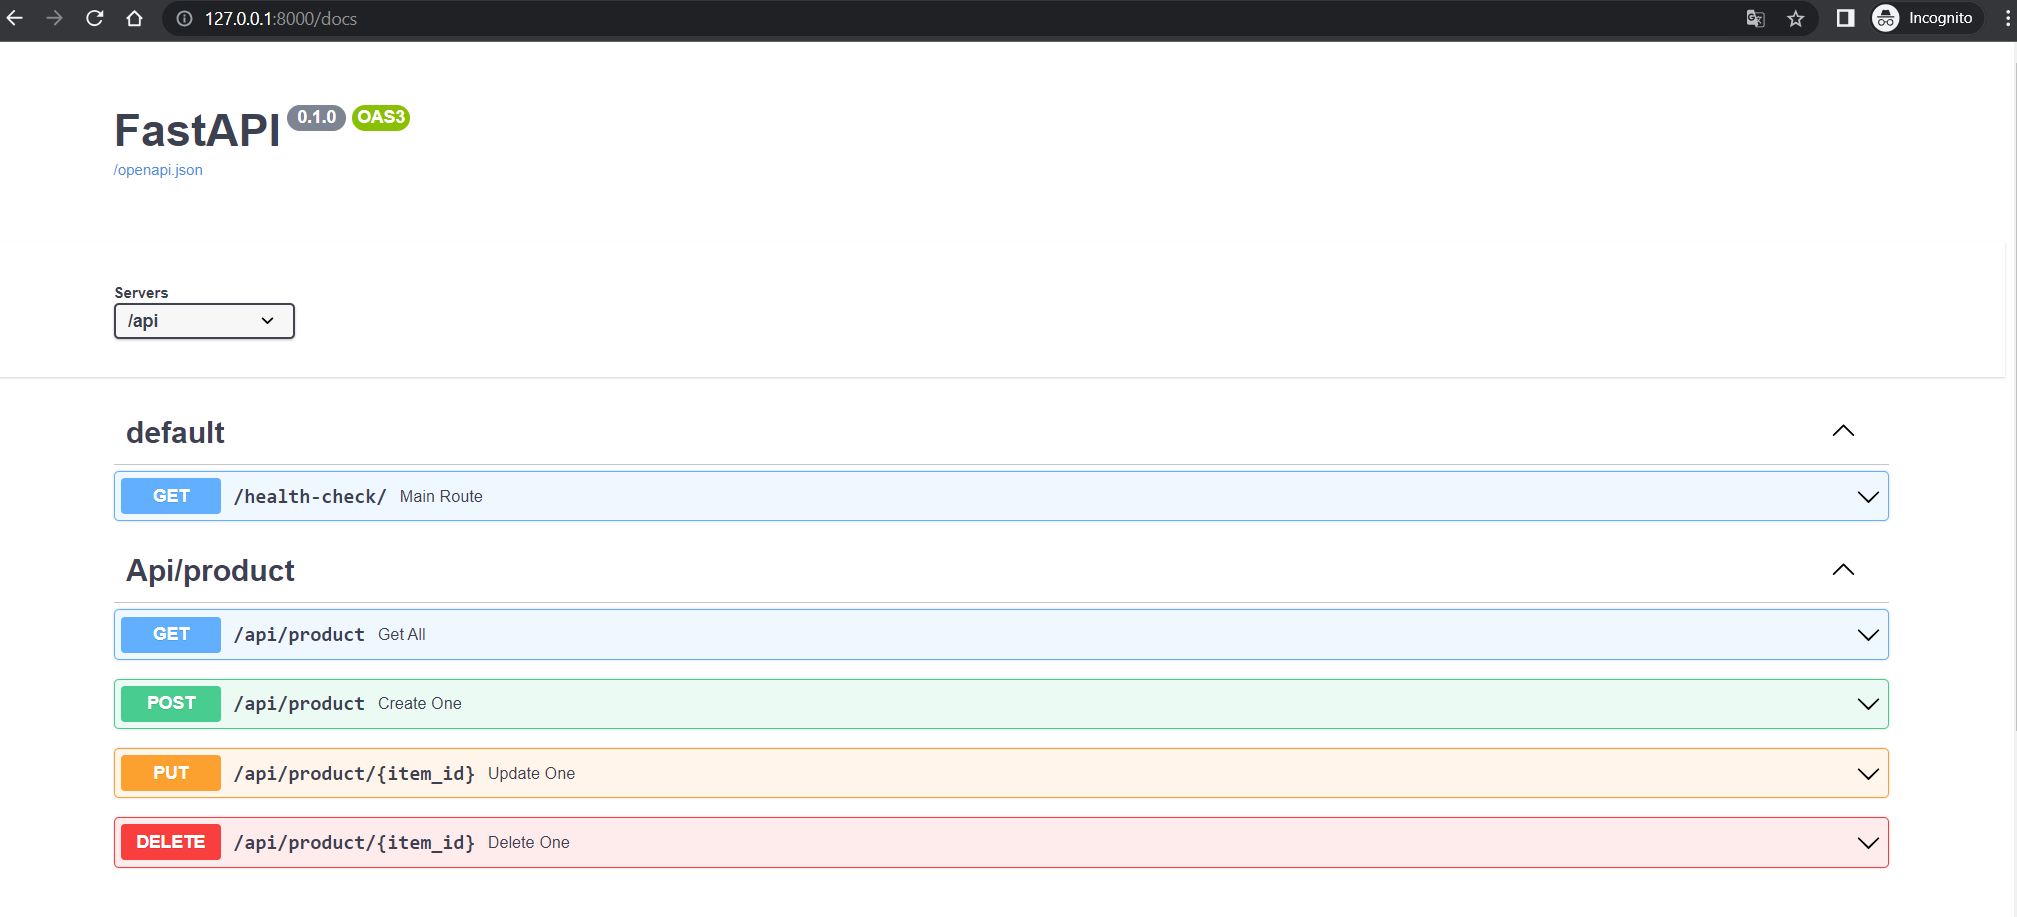 127.0.0.1:8000/docs
Incognito
FastAPI 0.1.0 OAS3
/openapi.json
Servers
/api
default
GET /health-check/ Main Route
Api/product
GET /api/product Get All
POST /api/product Create One
PUT /api/product/{item_id} Update One
DELETE /api/product/{item_id} Delete One